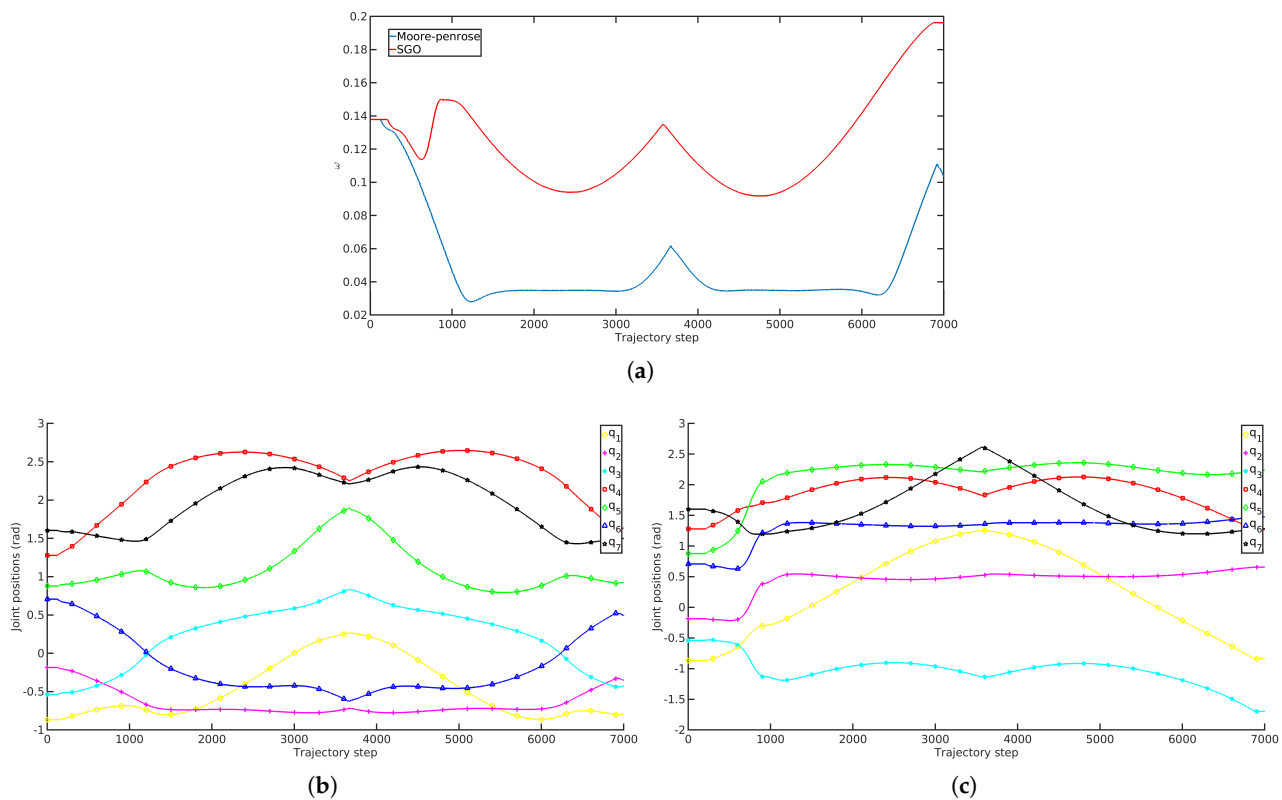 0.2
0.18
0.16
0.14
0.12
0.1
0.08
0.06
0.04
0.02
ω
Moore-penrose
SGO
0 1000 2000 3000 4000 5000 6000 7000
Trajectory step
(a)
3
2.5
2
1.5
1
0.5
0
-0.5
-1
Joint positions (rad)
q1
q2
q3
q4
q5
q6
q7
0 1000 2000 3000 4000 5000 6000 7000
Trajectory step
(b)
3
2.5
2
1.5
1
0.5
0
-0.5
-1
-1.5
-2
Joint positions (rad)
q1
q2
q3
q4
q5
q6
q7
0 1000 2000 3000 4000 5000 6000 7000
Trajectory step
(c)